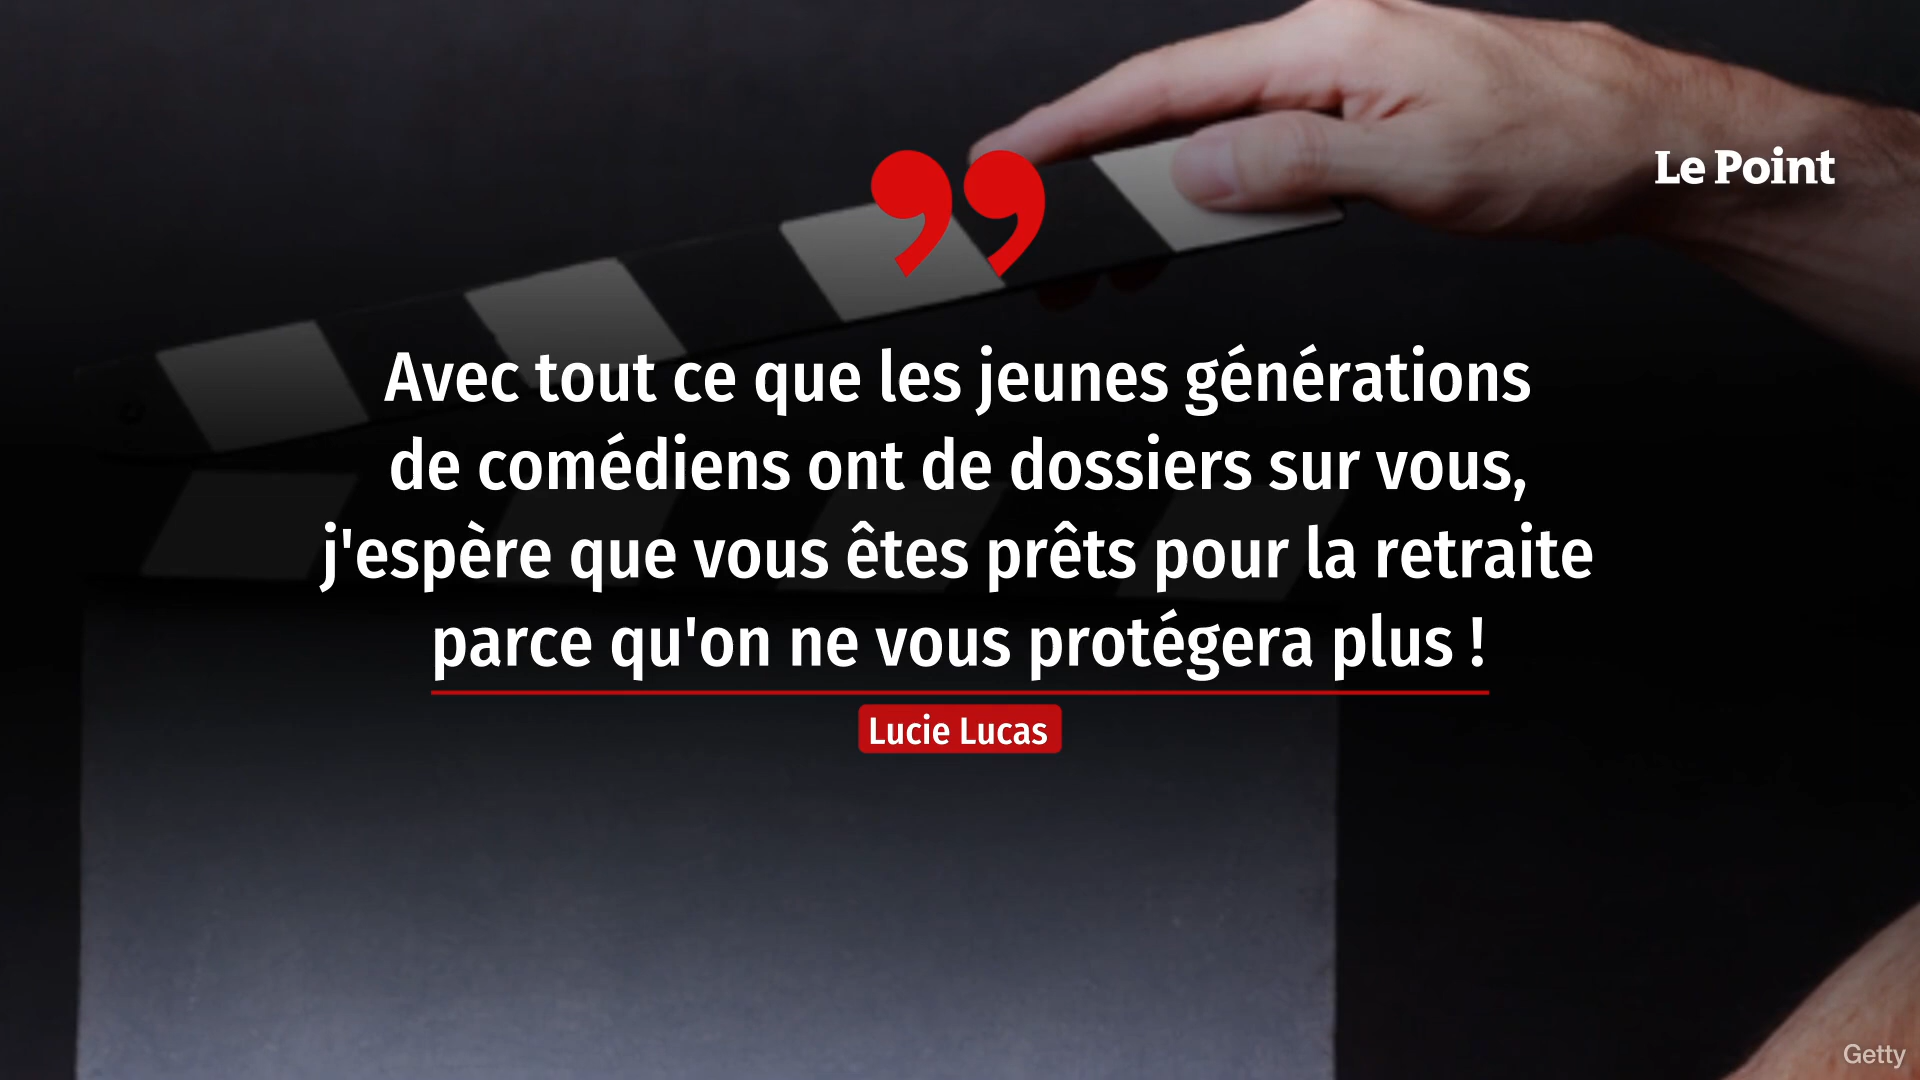 Le Point
Avec tout ce que les jeunes générations
de comédiens ont de dossiers sur vous,
j'espère que vous êtes prêts pour la retraite
parce qu'on ne vous protégera plus !
Lucie Lucas
Getty